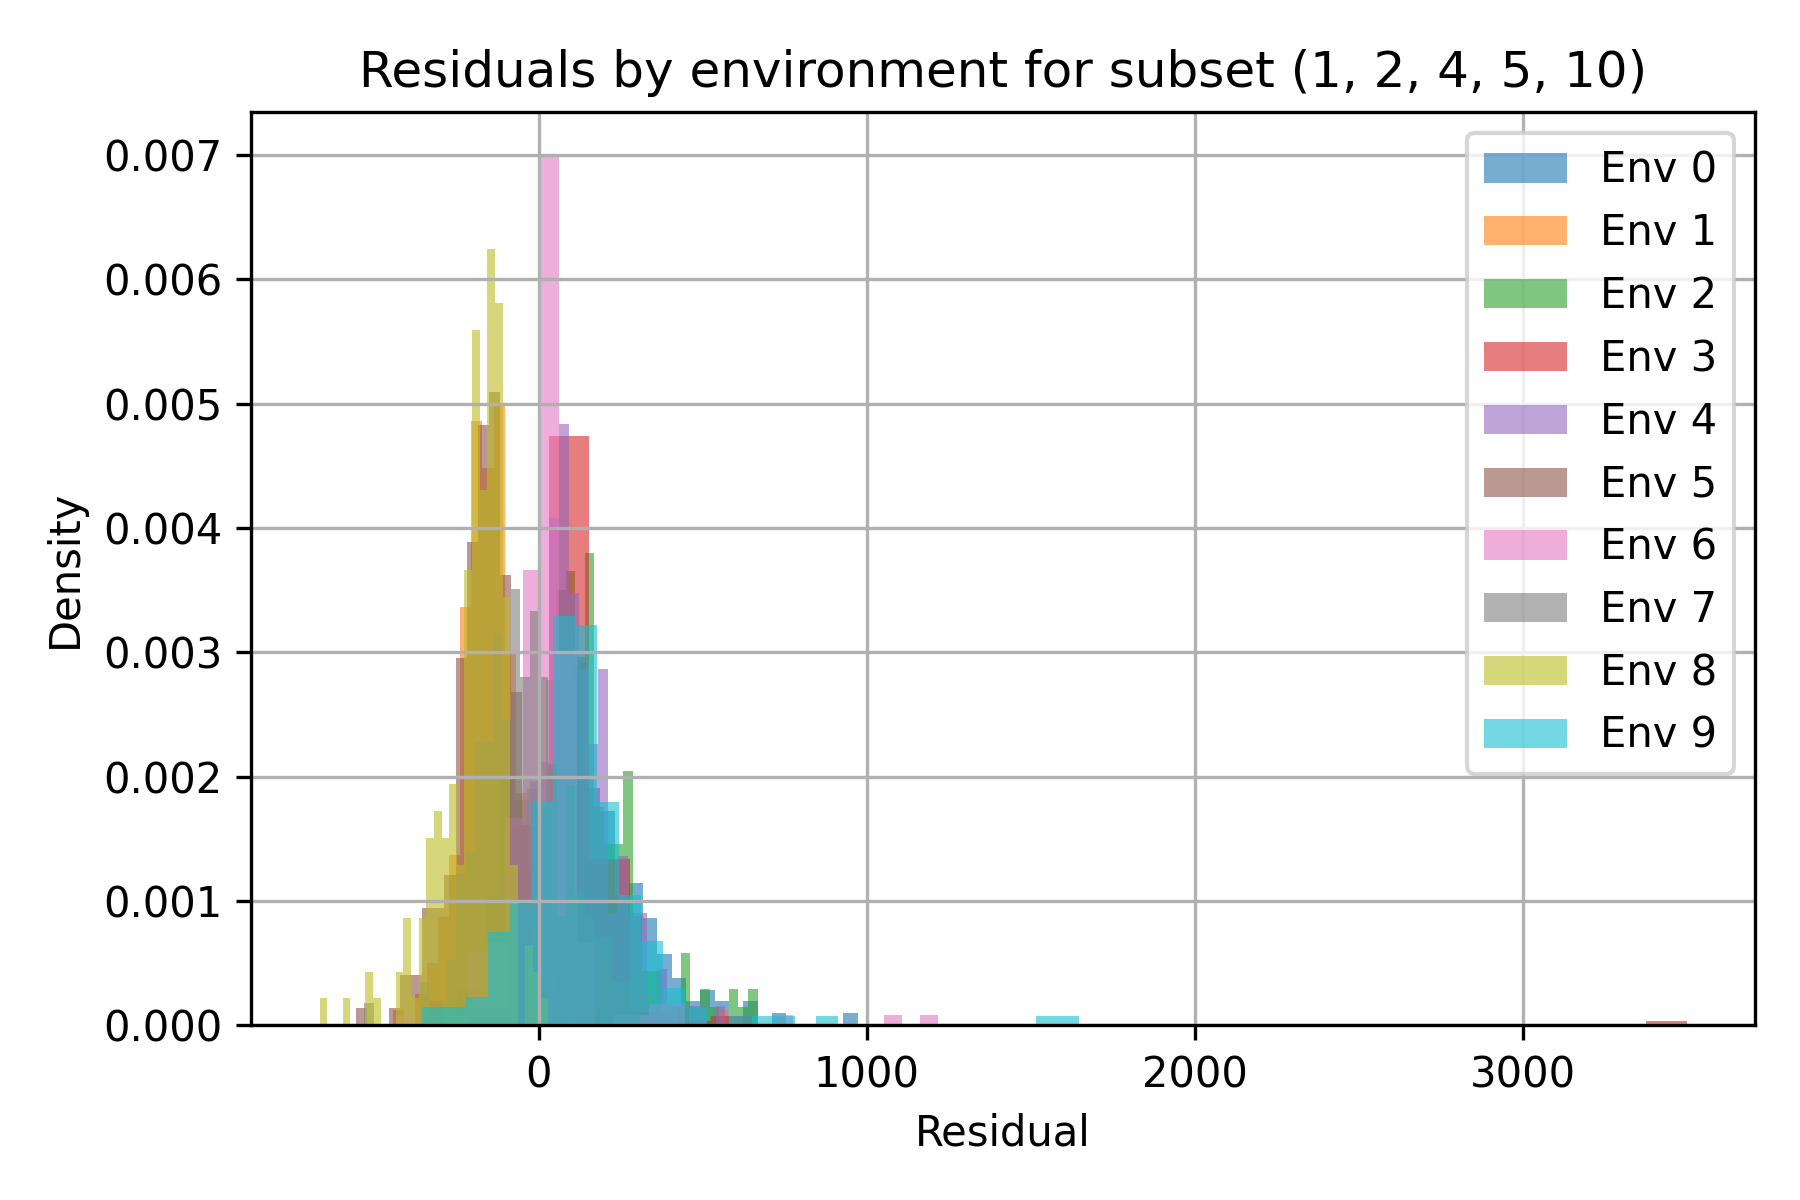 Residuals by environment for subset (1, 2, 4, 5, 10)
0.007
0.006
0.005
0.004
0.003
0.002
0.001
0.000
Density
0 1000 2000 3000
Residual
Env 0
Env 1
Env 2
Env 3
Env 4
Env 5
Env 6
Env 7
Env 8
Env 9